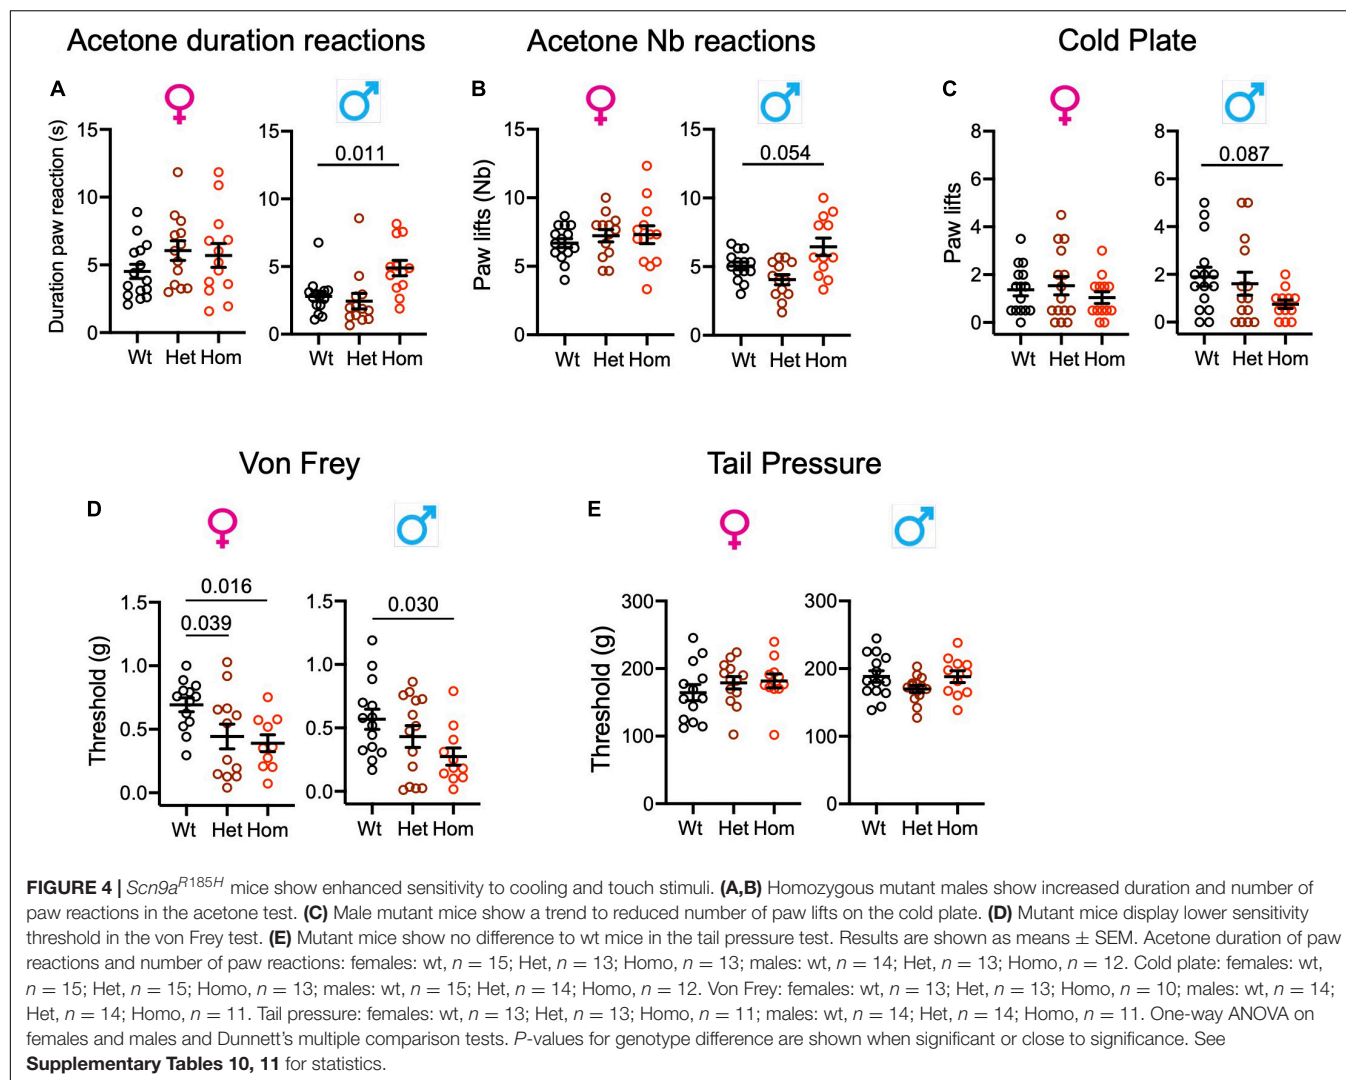 Acetone duration reactions
Acetone Nb reactions
Cold Plate
A
B
C
Duration paw reaction (s)
15
10
5
0
Wt Het Hom
15
10
5
0
0.011
Wt Het Hom
Paw lifts (Nb)
15
10
5
0
Wt Het Hom
15
10
5
0
0.054
Wt Het Hom
Paw lifts
8
6
4
2
0
Wt Het Hom
8
6
4
2
0
0.087
Wt Het Hom
Von Frey
Tail Pressure
D
E
Threshold (g)
1.5
1.0
0.5
0.0
0.016
0.039
Wt Het Hom
1.5
1.0
0.5
0.0
0.030
Wt Het Hom
Threshold (g)
300
200
100
0
Wt Het Hom
300
200
100
0
Wt Het Hom
FIGURE 4 | Scn9a^R185H mice show enhanced sensitivity to cooling and touch stimuli. (A,B) Homozygous mutant males show increased duration and number of
paw reactions in the acetone test. (C) Male mutant mice show a trend to reduced number of paw lifts on the cold plate. (D) Mutant mice display lower sensitivity
threshold in the von Frey test. (E) Mutant mice show no difference to wt mice in the tail pressure test. Results are shown as means ± SEM. Acetone duration of paw
reactions and number of paw reactions: females: wt, n = 15; Het, n = 13; Homo, n = 13; males: wt, n = 14; Het, n = 13; Homo, n = 12. Cold plate: females: wt,
n = 15; Het, n = 15; Homo, n = 13; males: wt, n = 15; Het, n = 14; Homo, n = 12. Von Frey: females: wt, n = 13; Het, n = 13; Homo, n = 10; males: wt, n = 14;
Het, n = 14; Homo, n = 11. Tail pressure: females: wt, n = 13; Het, n = 13; Homo, n = 11; males: wt, n = 14; Het, n = 14; Homo, n = 11. One-way ANOVA on
females and males and Dunnett's multiple comparison tests. P-values for genotype difference are shown when significant or close to significance. See
Supplementary Tables 10, 11 for statistics.